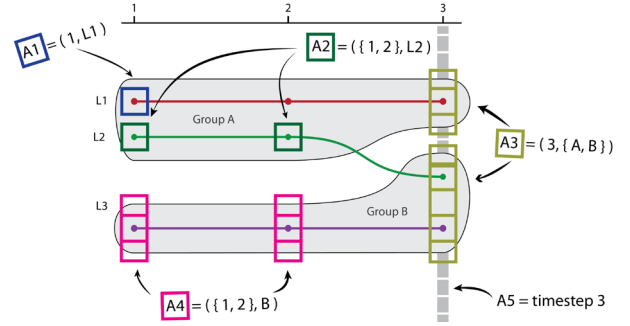 1 2 3
A1 = (1, L1)
A2 = ({1, 2}, L2)
L1
Group A
L2
A3 = (3, {A, B})
L3
Group B
A4 = ({1, 2}, B)
A5 = timestep 3